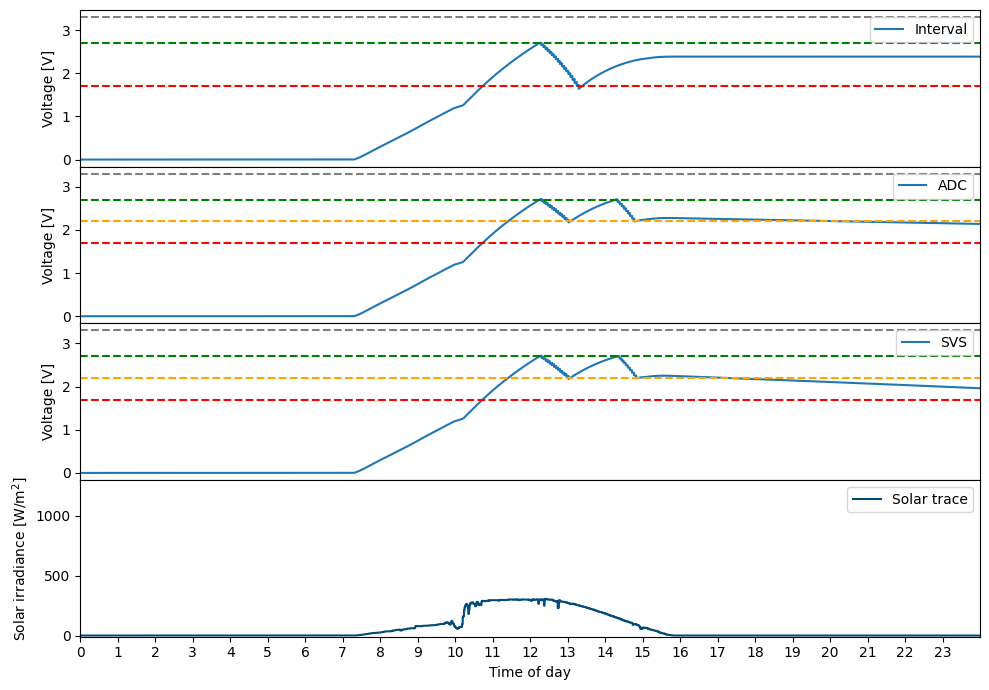 Voltage [V]
3
2
1
0
Interval
Voltage [V]
3
2
1
0
ADC
Voltage [V]
3
2
1
0
SVS
Solar irradiance [W/m²]
1000
500
0
Solar trace
0 1 2 3 4 5 6 7 8 9 10 11 12 13 14 15 16 17 18 19 20 21 22 23
Time of day